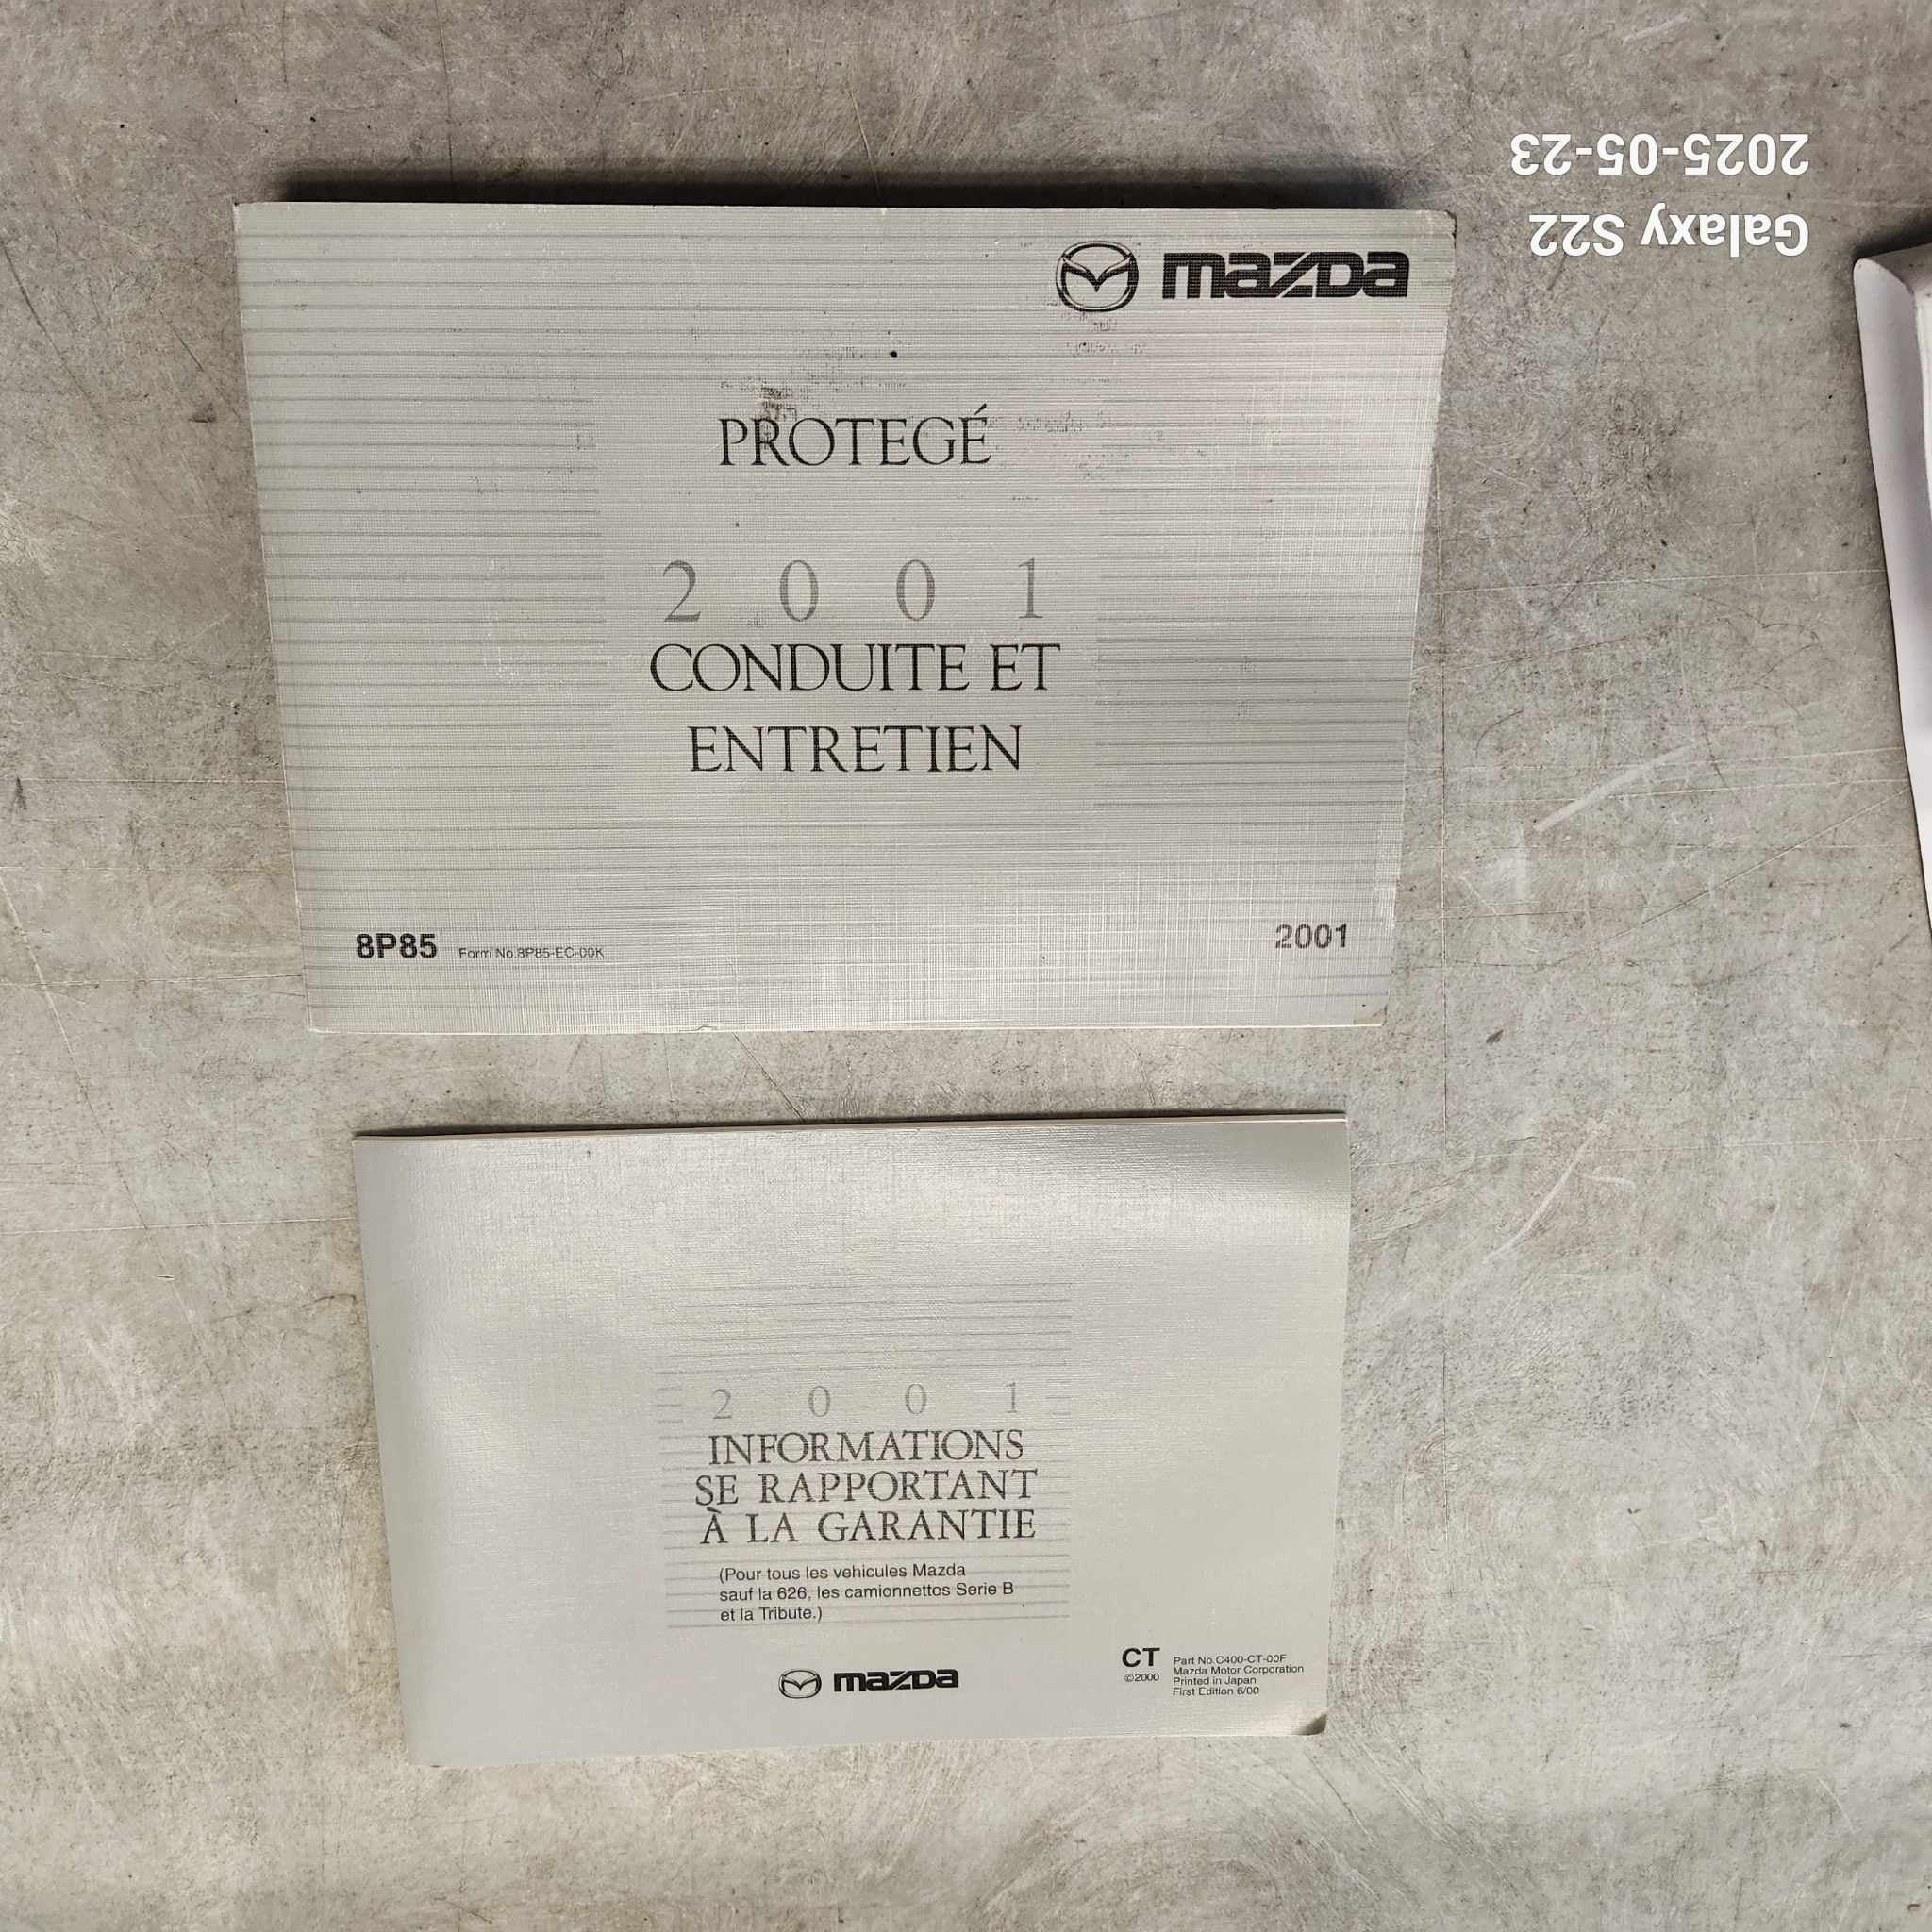 Galaxy S22
2025-05-23
mazda
PROTEGÉ
2001
CONDUITE ET
ENTRETIEN
8P85 Form No.8P85-EC-00K
2001
2001
INFORMATIONS
SE RAPPORTANT
À LA GARANTIE
(Pour tous les vehicules Mazda
sauf la 626, les camionnettes Serie B
et la Tribute.)
mazda
CT
©2000
Part No.C400-CT-00F
Mazda Motor Corporation
Printed in Japan
First Edition 6/00